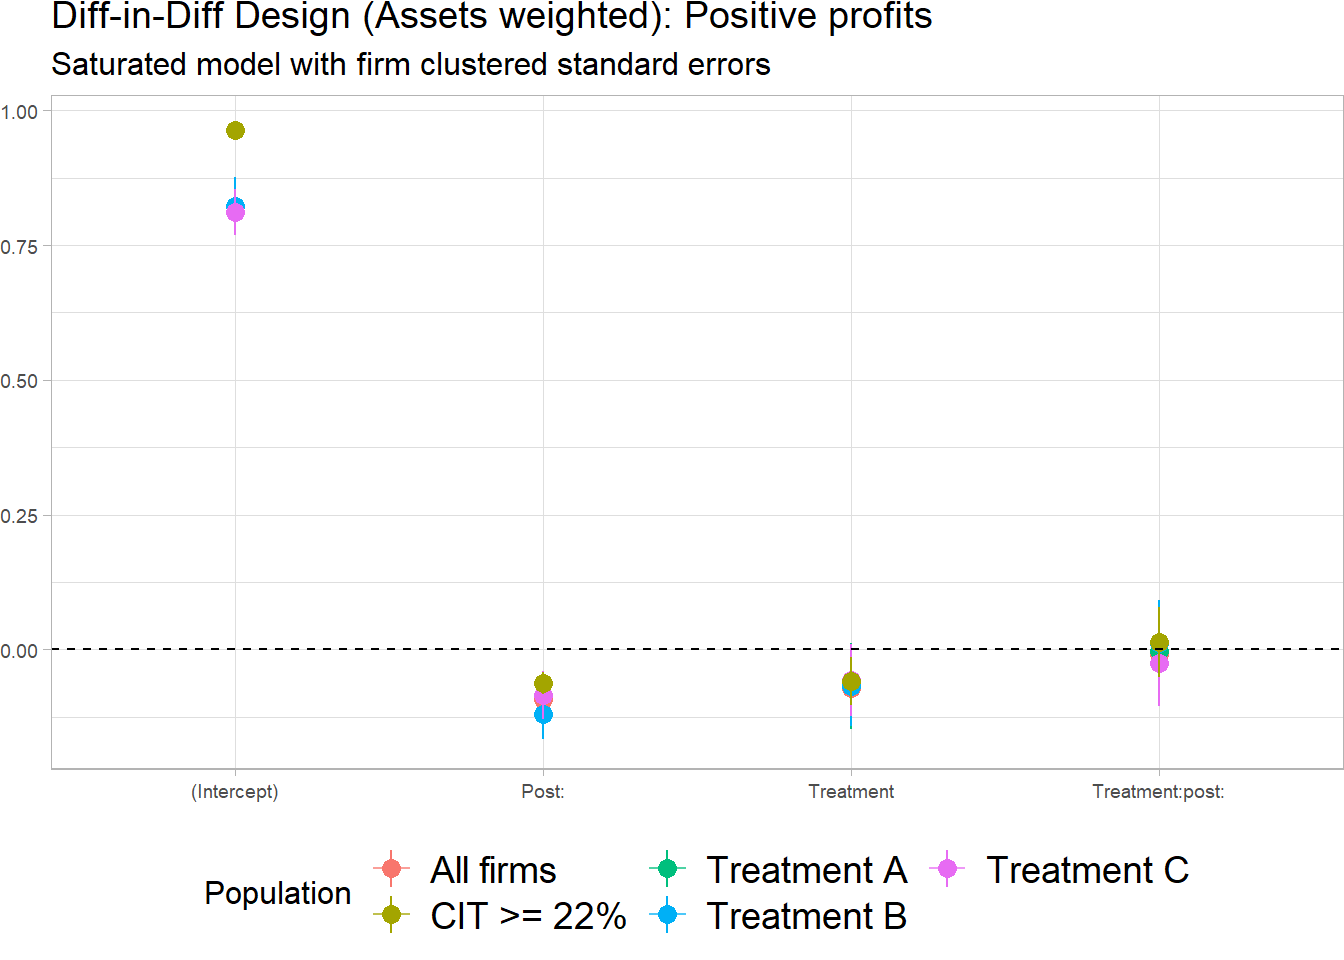 Diff-in-Diff Design (Assets weighted): Positive profits
Saturated model with firm clustered standard errors
1.00
0.75
0.50
0.25
0.00
(Intercept) Post: Treatment Treatment:post:
Population
All firms Treatment A Treatment C
CIT >= 22% Treatment B